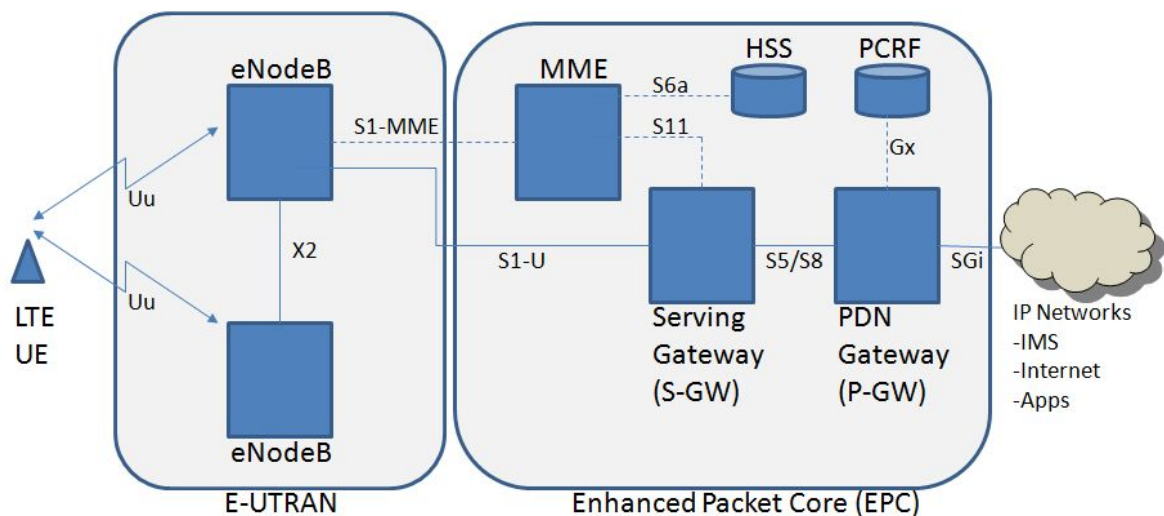 eNodeB
MME
HSS
PCRF
S6a
S1-MME
S11
Gx
Uu
X2
S1-U
S5/S8
SGi
Uu
LTE
UE
Serving
Gateway
(S-GW)
PDN
Gateway
(P-GW)
IP Networks
-IMS
-Internet
-Apps
eNodeB
E-UTRAN
Enhanced Packet Core (EPC)